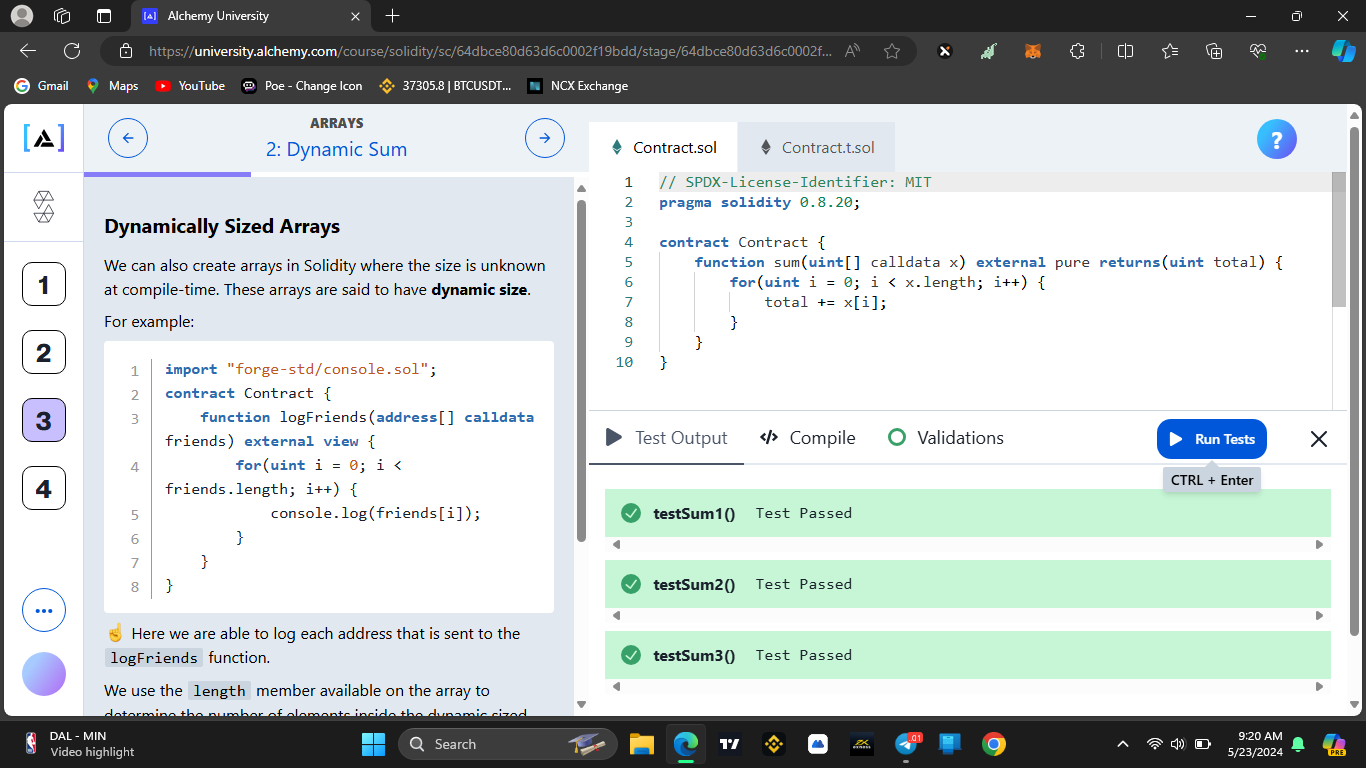 Alchemy University
https://university.alchemy.com/course/solidity/sc/64dbce80d63d6c0002f19bdd/stage/64dbce80d63d6c0002f...
Gmail
Maps
YouTube
Poe - Change Icon
37305.8 | BTCUSDT...
NCX Exchange
ARRAYS
2: Dynamic Sum
1
2
3
4
Dynamically Sized Arrays
We can also create arrays in Solidity where the size is unknown
at compile-time. These arrays are said to have dynamic size.
For example:
1 import "forge-std/console.sol";
2 contract Contract {
3     function logFriends(address[] calldata
friends) external view {
4         for(uint i = 0; i <
friends.length; i++) {
5             console.log(friends[i]);
6         }
7     }
8 }
☝ Here we are able to log each address that is sent to the
logFriends function.
We use the length member available on the array to
determine the number of elements inside the dynamic sized
Contract.sol
Contract.t.sol
?
1 // SPDX-License-Identifier: MIT
2 pragma solidity 0.8.20;
3
4 contract Contract {
5     function sum(uint[] calldata x) external pure returns(uint total) {
6         for(uint i = 0; i < x.length; i++) {
7             total += x[i];
8         }
9     }
10 }
Test Output
Compile
Validations
Run Tests
CTRL + Enter
testSum1() Test Passed
testSum2() Test Passed
testSum3() Test Passed
DAL - MIN
Video highlight
Search
.01
9:20 AM
5/23/2024
PRE